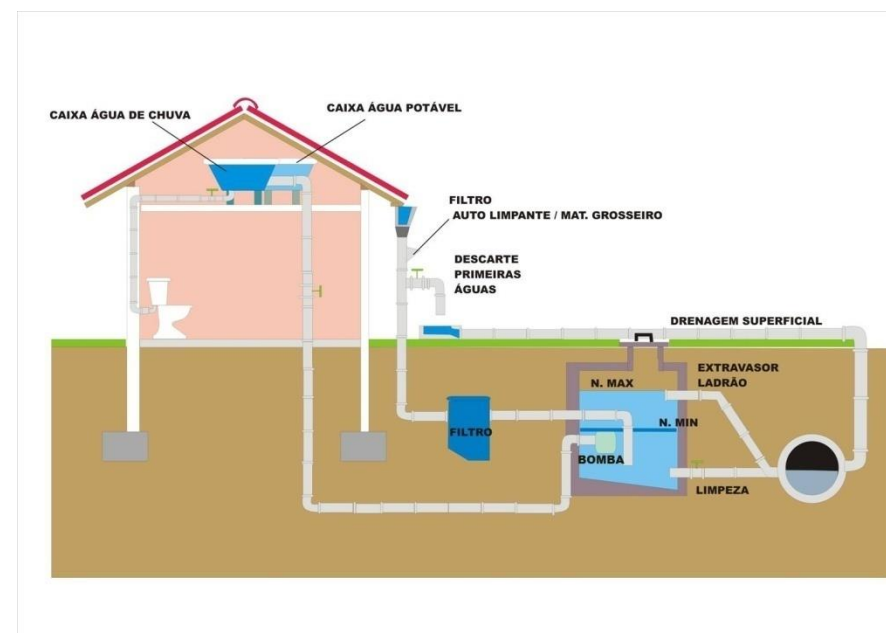 CAIXA ÁGUA DE CHUVA
CAIXA ÁGUA POTÁVEL
FILTRO
AUTO LIMPANTE / MAT. GROSSEIRO
DESCARTE
PRIMEIRAS
ÁGUAS
DRENAGEM SUPERFICIAL
EXTRAVASOR
LADRÃO
N. MAX
N. MIN
FILTRO
BOMBA
LIMPEZA